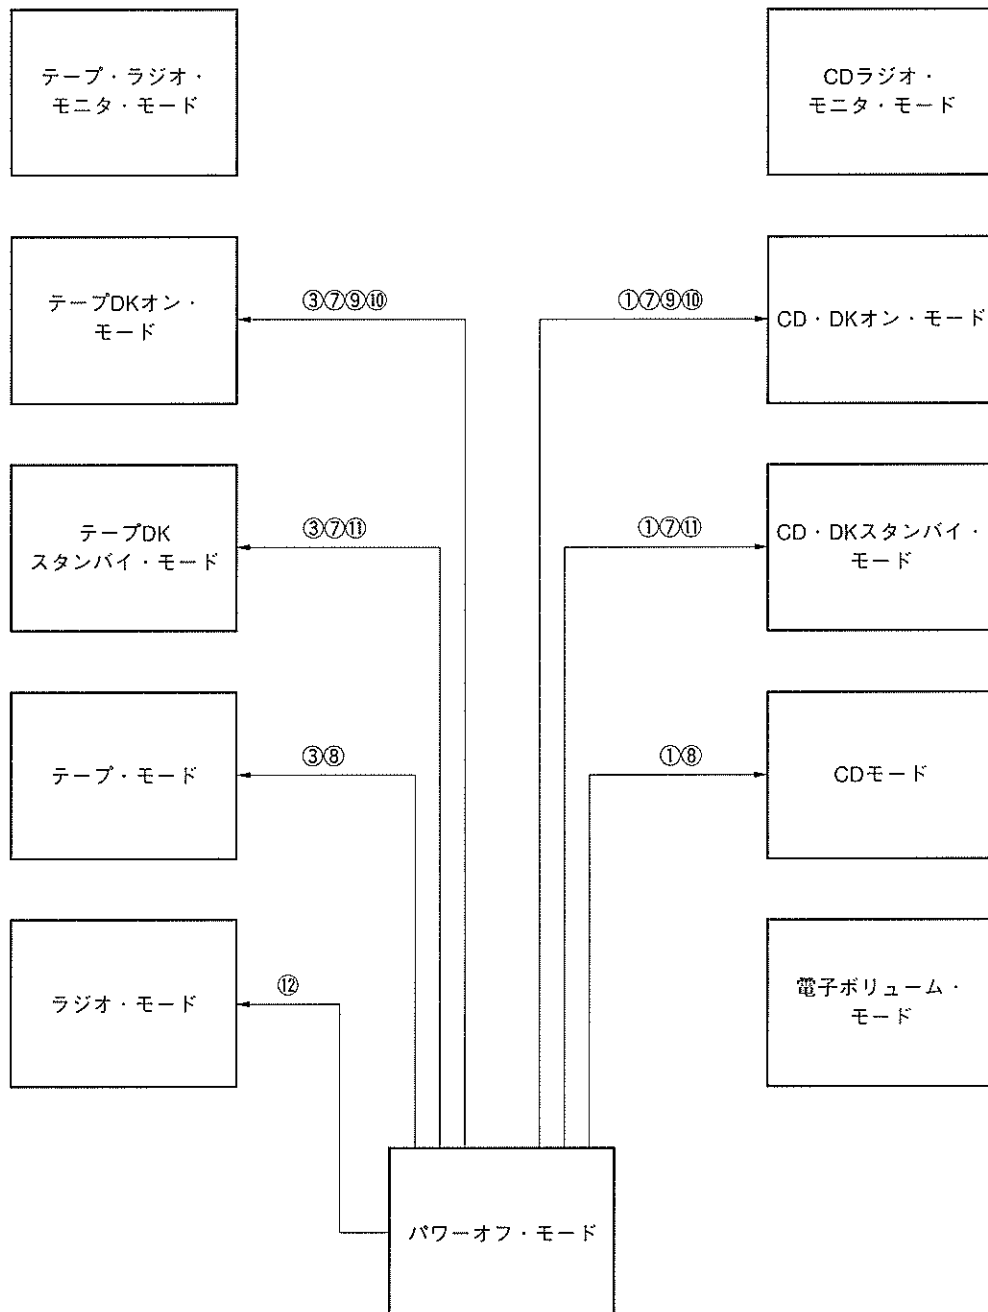 テープ・ラジオ・
モニタ・モード
CDラジオ・
モニタ・モード
テープDKオン・
モード
③⑦⑨⑩
①⑦⑨⑩
CD・DKオン・モード
テープDK
スタンバイ・モード
③⑦⑪
①⑦⑪
CD・DKスタンバイ・
モード
テープ・モード
③⑧
①⑧
CDモード
ラジオ・モード
⑫
電子ボリューム・
モード
パワーオフ・モード